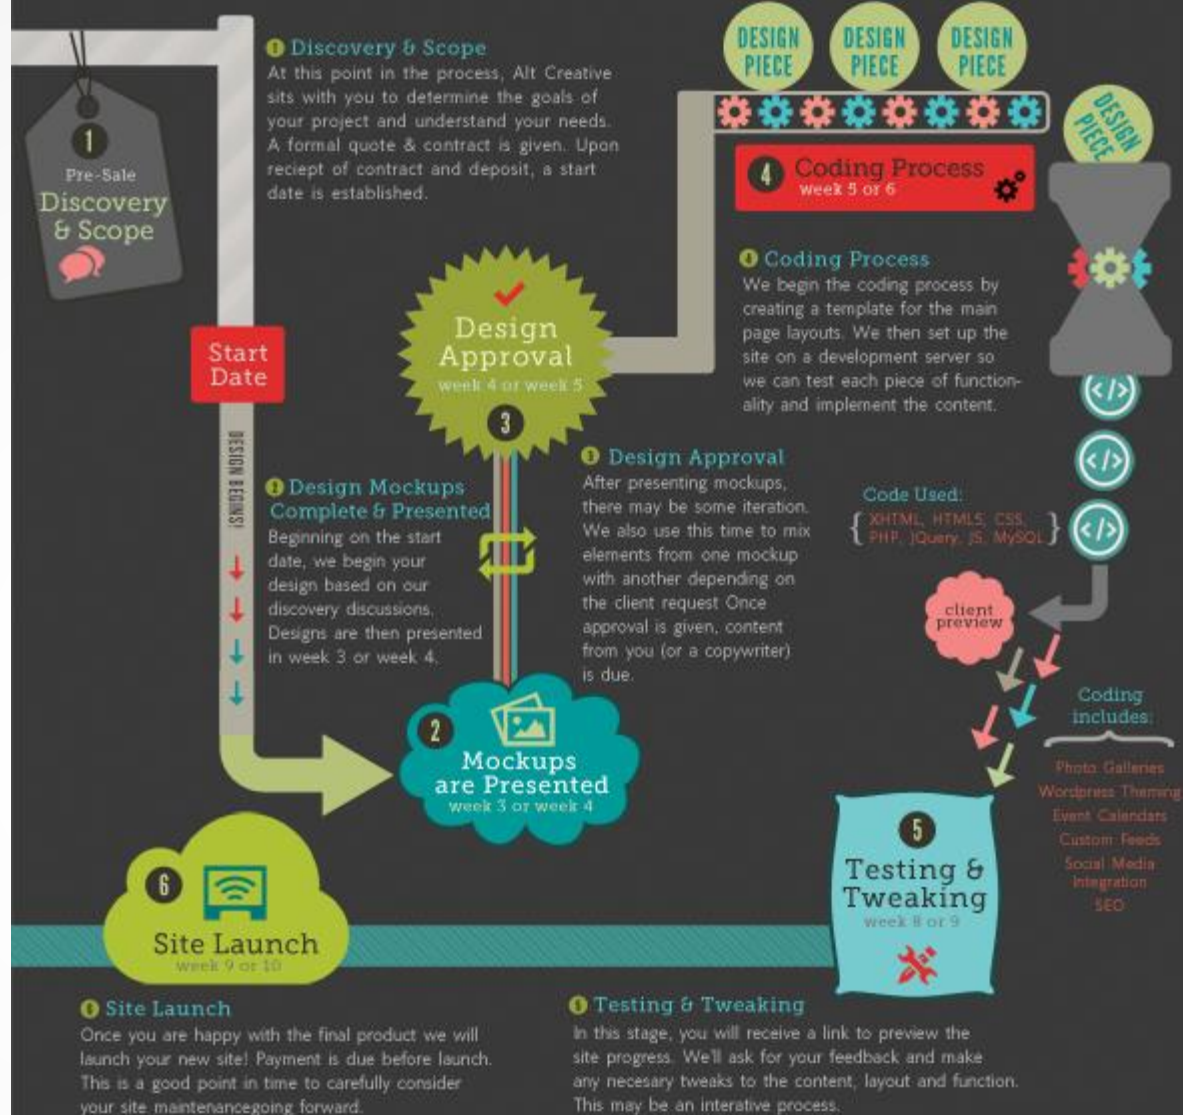 1 Discovery & Scope
At this point in the process, Alt Creative
sits with you to determine the goals of
your project and understand your needs.
A formal quote & contract is given. Upon
reciept of contract and deposit, a start
date is established.
1
Pre-Sale
Discovery
& Scope
Start
Date
DESIGN BEGINS!
2 Design Mockups
Complete & Presented
Beginning on the start
date, we begin your
design based on our
discovery discussions.
Designs are then presented
in week 3 or week 4.
2
Mockups
are Presented
week 3 or week 4
Design
Approval
week 4 or week 5
3
3 Design Approval
After presenting mockups,
there may be some iteration.
We also use this time to mix
elements from one mockup
with another depending on
the client request Once
approval is given, content
from you (or a copywriter)
is due.
DESIGN
PIECE
DESIGN
PIECE
DESIGN
PIECE
DESIGN
PIECE
4 Coding Process
week 5 or 6
4 Coding Process
We begin the coding process by
creating a template for the main
page layouts. We then set up the
site on a development server so
we can test each piece of function-
ality and implement the content.
</>
</>
</>
Code Used:
{ XHTML, HTML5, CSS, }
PHP, JQuery, JS, MySQL
client
preview
Coding
includes:
Photo Galleries
Wordpress Theming
Event Calendars
Custom Feeds
Social Media
Integration
SEO
5
Testing &
Tweaking
week 8 or 9
5 Testing & Tweaking
In this stage, you will receive a link to preview the
site progress. We'll ask for your feedback and make
any necesary tweaks to the content, layout and function.
This may be an interative process.
6
Site Launch
week 9 or 10
6 Site Launch
Once you are happy with the final product we will
launch your new site! Payment is due before launch.
This is a good point in time to carefully consider
your site maintenancegoing forward.